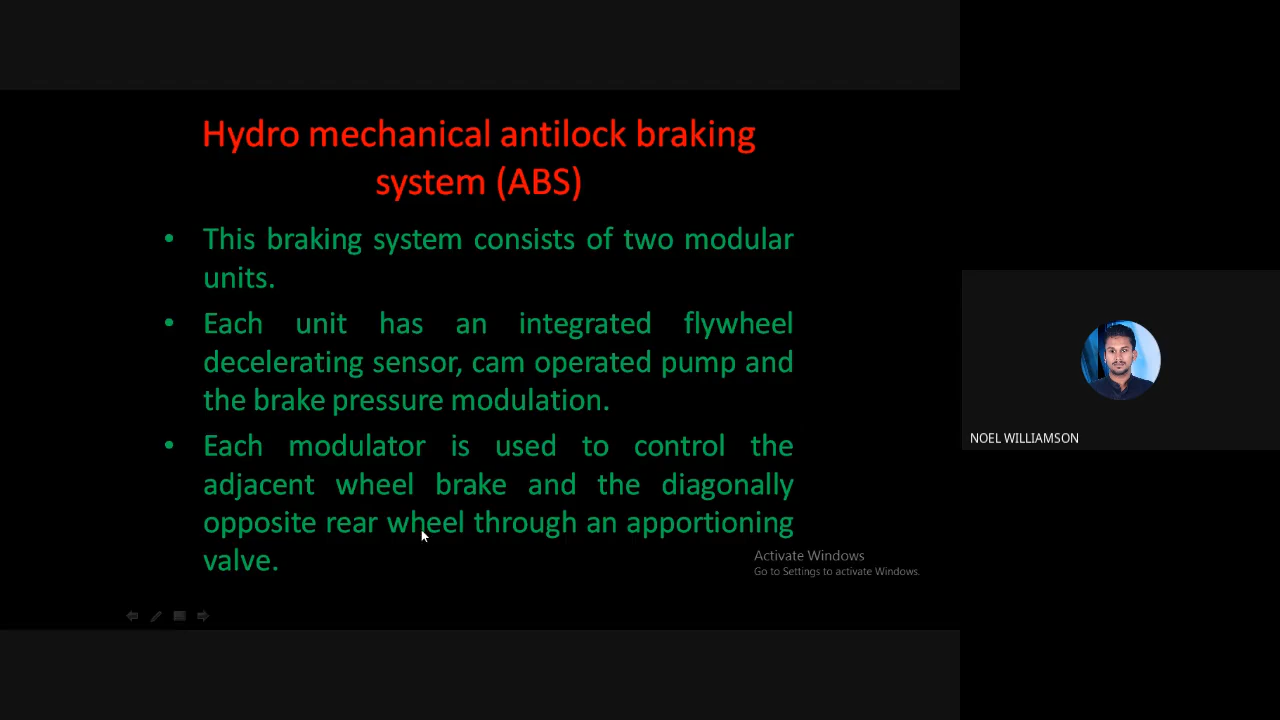 Hydro mechanical antilock braking
system (ABS)
• This braking system consists of two modular
units.
• Each unit has an integrated flywheel
decelerating sensor, cam operated pump and
the brake pressure modulation.
• Each modulator is used to control the
adjacent wheel brake and the diagonally
opposite rear wheel through an apportioning
valve.
Activate Windows
Go to Settings to activate Windows.
NOEL WILLIAMSON